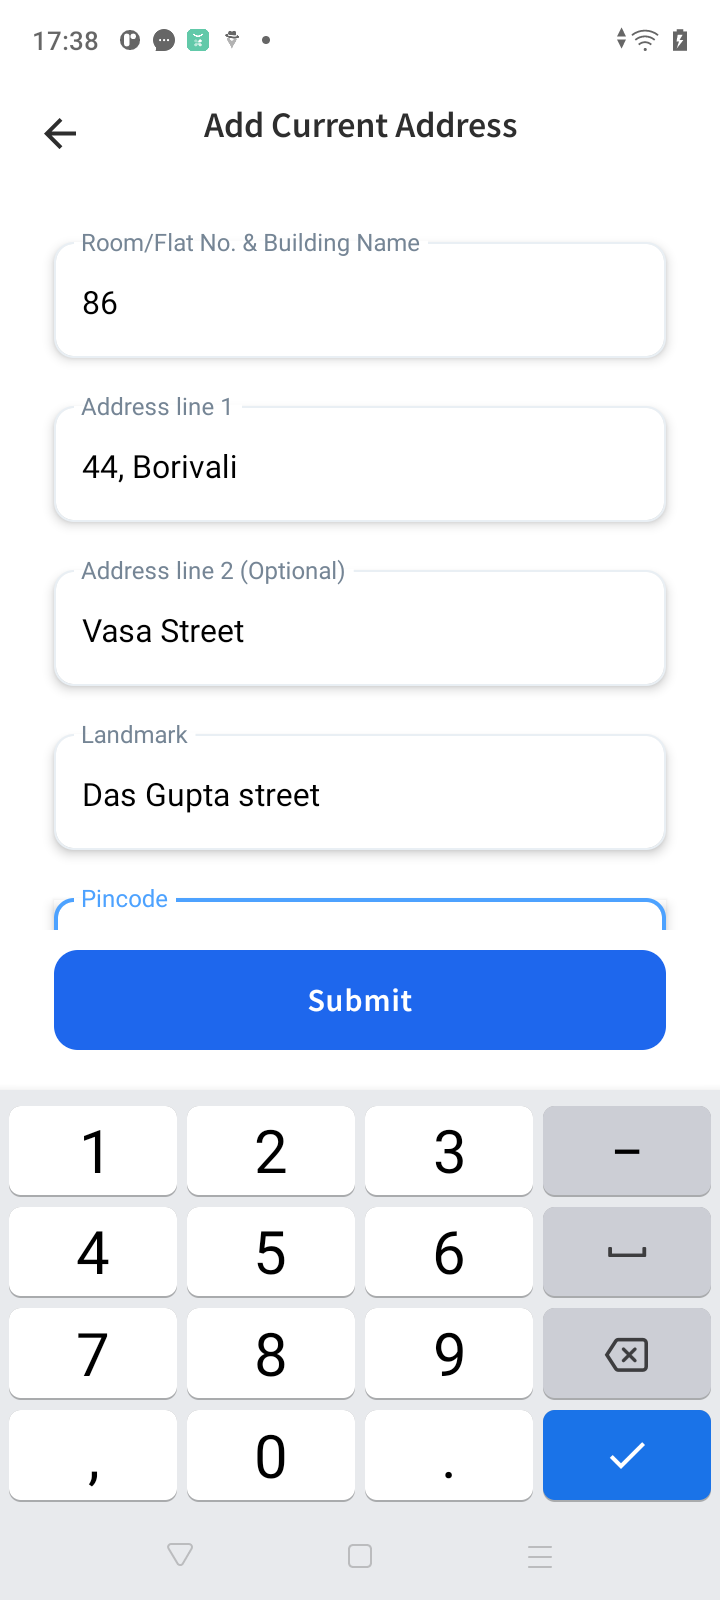 17:38
Add Current Address
Room/Flat No. & Building Name
86
Address line 1
44, Borivali
Address line 2 (Optional)
Vasa Street
Landmark
Das Gupta street
Pincode
Submit
1 2 3 –
4 5 6
7 8 9
, 0 .